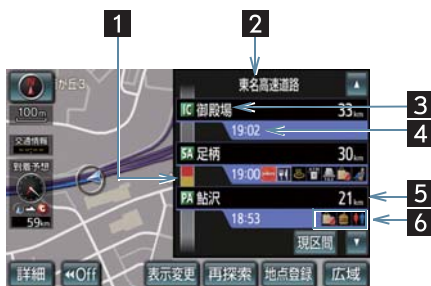 1
2
東名高速道路
が丘3
100m
IC 御殿場 33km
3
19:02
4
交通情報
SA 足柄 30km
到着予想
19:00
PA 鮎沢 21km
5
59km
18:53
6
現区間
詳細 ◀◀Off 表示変更 再探索 地点登録 広域